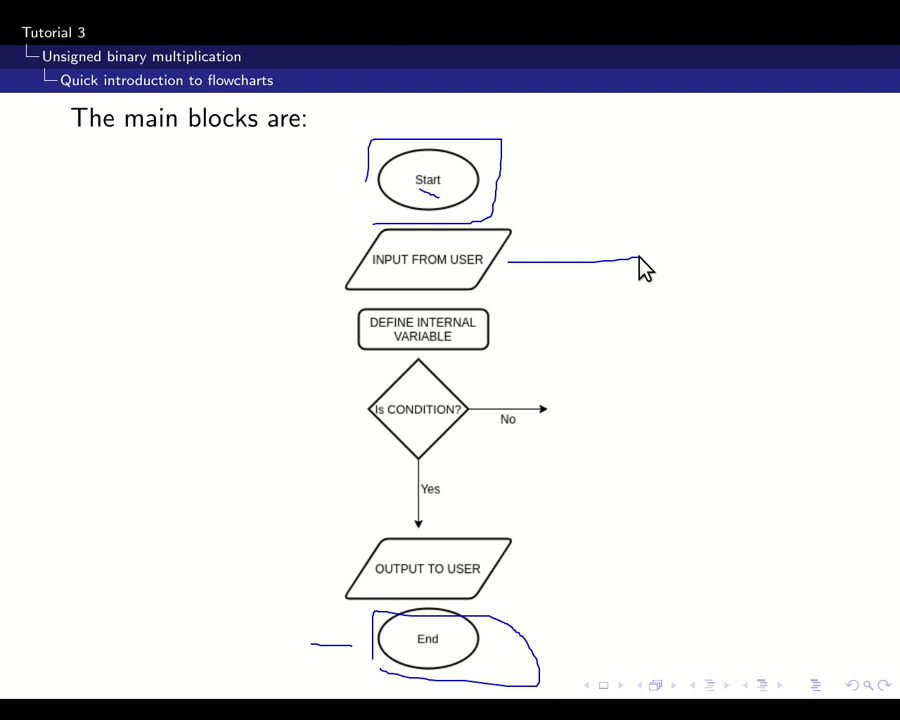 Tutorial 3
Unsigned binary multiplication
Quick introduction to flowcharts
The main blocks are:
Start
INPUT FROM USER
DEFINE INTERNAL
VARIABLE
Is CONDITION?
No
Yes
OUTPUT TO USER
End